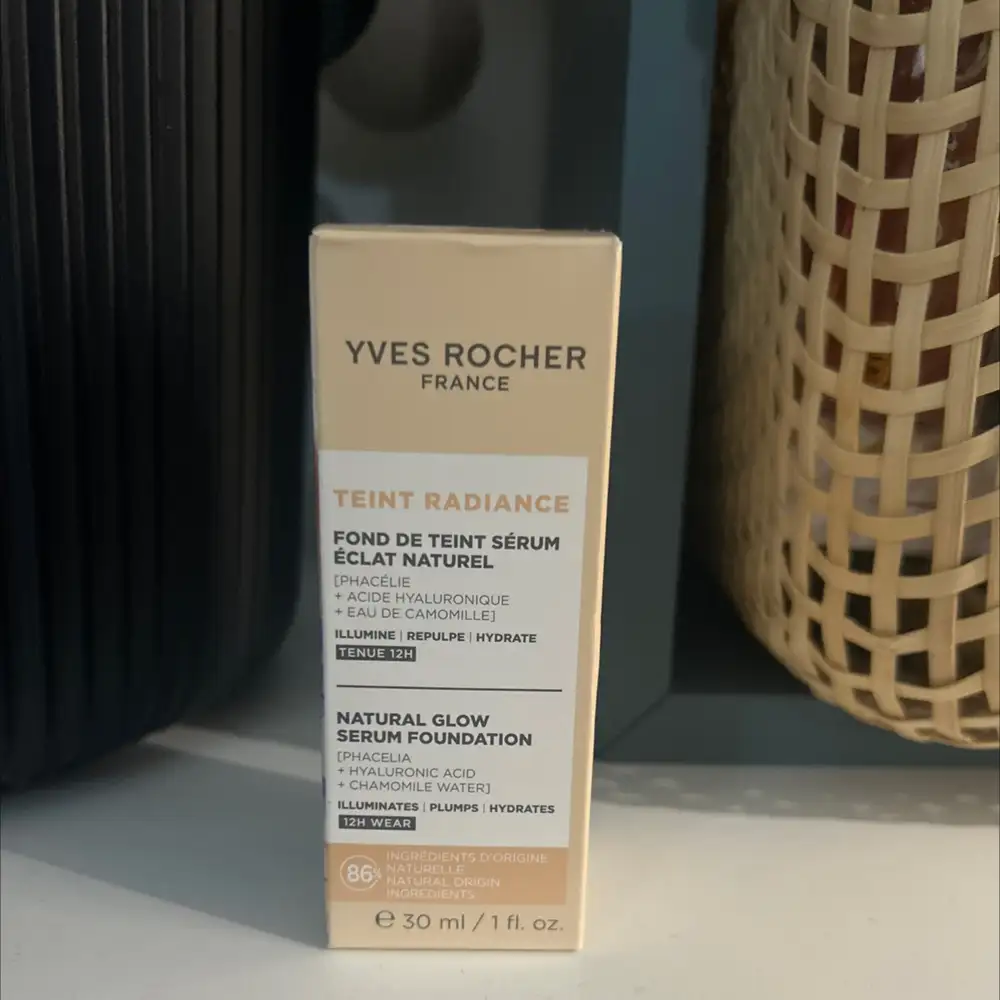 YVES ROCHER
FRANCE
TEINT RADIANCE
FOND DE TEINT SÉRUM
ÉCLAT NATUREL
[PHACÉLIE
+ ACIDE HYALURONIQUE
+ EAU DE CAMOMILLE]
ILLUMINE | REPULPE | HYDRATE
TENUE 12H
NATURAL GLOW
SERUM FOUNDATION
[PHACELIA
+ HYALURONIC ACID
+ CHAMOMILE WATER]
ILLUMINATES | PLUMPS | HYDRATES
12H WEAR
86%
INGRÉDIENTS D'ORIGINE
NATURELLE
NATURAL ORIGIN
INGREDIENTS
℮ 30 ml / 1 fl. oz.